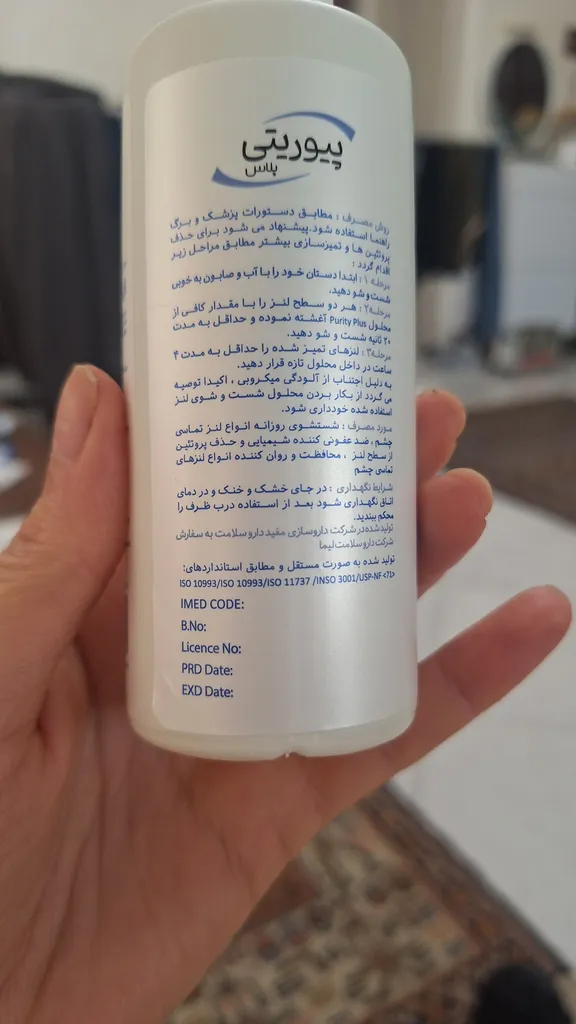 پیوریتی
پلاس
روش مصرف : مطابق دستورات پزشک و برگ
راهنما استفاده شود.پیشنهاد می شود برای حذف
پروتئین ها و تمیزسازی بیشتر مطابق مراحل زیر
اقدام گردد :
مرحله ۱ : ابتدا دستان خود را با آب و صابون به خوبی
شست و شو دهید.
مرحله۲ : هر دو سطح لنز را با مقدار کافی از
محلول Purity Plus آغشته نموده و حداقل به مدت
۲۰ ثانیه شست و شو دهید.
مرحله۳ : لنزهای تمیز شده را حداقل به مدت ۴
ساعت در داخل محلول تازه قرار دهید.
به دلیل اجتناب از آلودگی میکروبی ، اکیدا توصیه
می گردد از بکار بردن محلول شست و شوی لنز
استفاده شده خودداری شود.
مورد مصرف : شستشوی روزانه انواع لنز تماسی
چشم ، ضد عفونی کننده شیمیایی و حذف پروتئین
از سطح لنز ، محافظت و روان کننده انواع لنزهای
تماسی چشم
شرایط نگهداری : در جای خشک و خنک و در دمای
اتاق نگهداری شود بعد از استفاده درب ظرف را
محکم ببندید.
تولید شده در شرکت داروسازی مفید دارو سلامت به سفارش
شرکت دارو سلامت لیما
تولید شده به صورت مستقل و مطابق استانداردهای:
ISO 10993/ISO 10993/ISO 11737 /INSO 3001/USP-NF<71>
IMED CODE:
B.No:
Licence No:
PRD Date:
EXD Date: